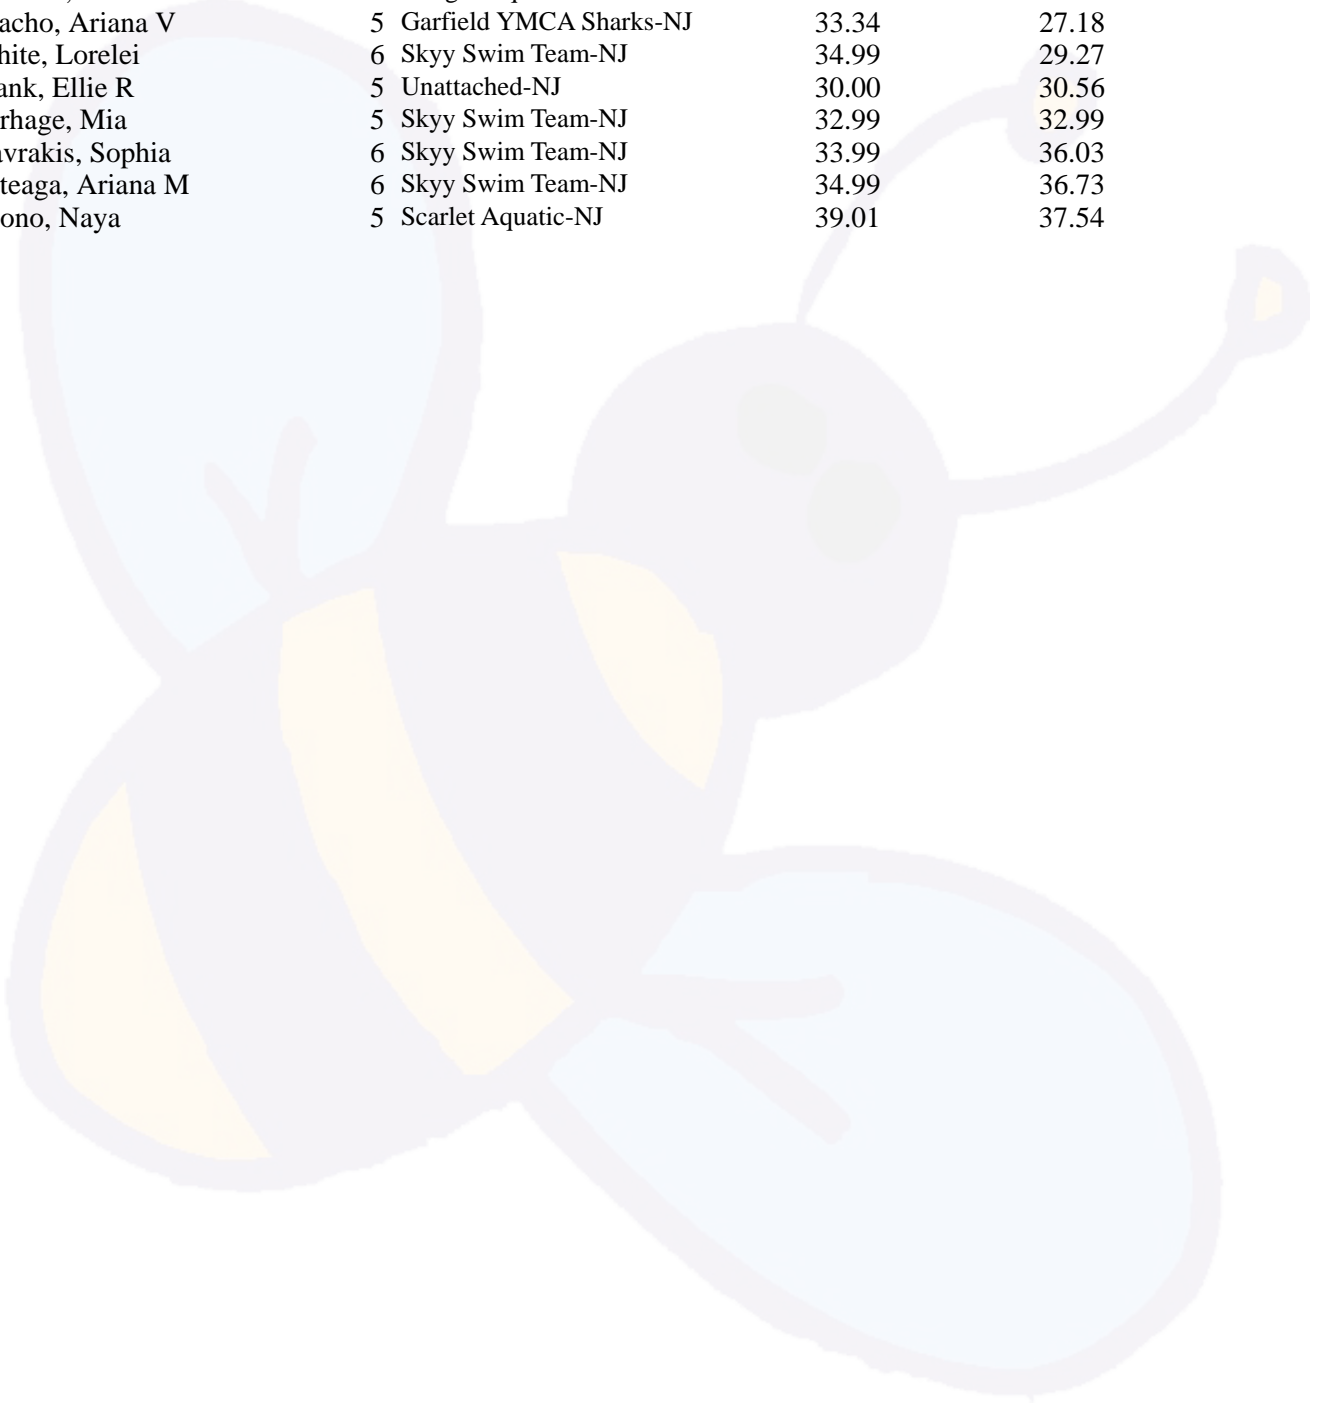 acho, Ariana V 5 Garfield YMCA Sharks-NJ 33.34 27.18
hite, Lorelei 6 Skyy Swim Team-NJ 34.99 29.27
ank, Ellie R 5 Unattached-NJ 30.00 30.56
rhage, Mia 5 Skyy Swim Team-NJ 32.99 32.99
avrakis, Sophia 6 Skyy Swim Team-NJ 33.99 36.03
teaga, Ariana M 6 Skyy Swim Team-NJ 34.99 36.73
ono, Naya 5 Scarlet Aquatic-NJ 39.01 37.54